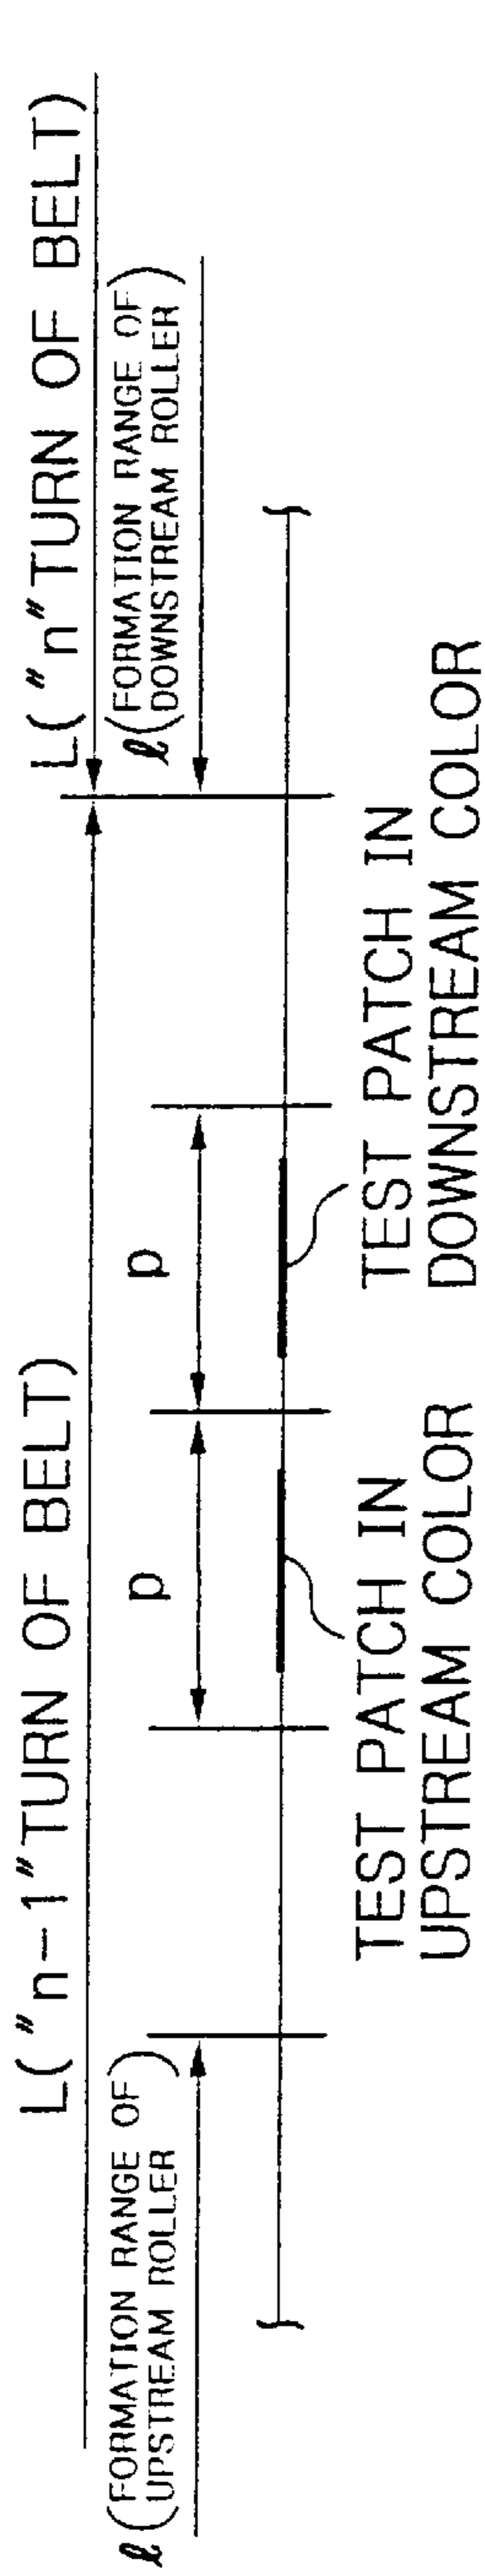 L("n-1"TURN OF BELT)
L("n"TURN OF BELT)
ℓ(FORMATION RANGE OF
UPSTREAM ROLLER)
p
p
ℓ(FORMATION RANGE OF
DOWNSTREAM ROLLER)
TEST PATCH IN
UPSTREAM COLOR
TEST PATCH IN
DOWNSTREAM COLOR